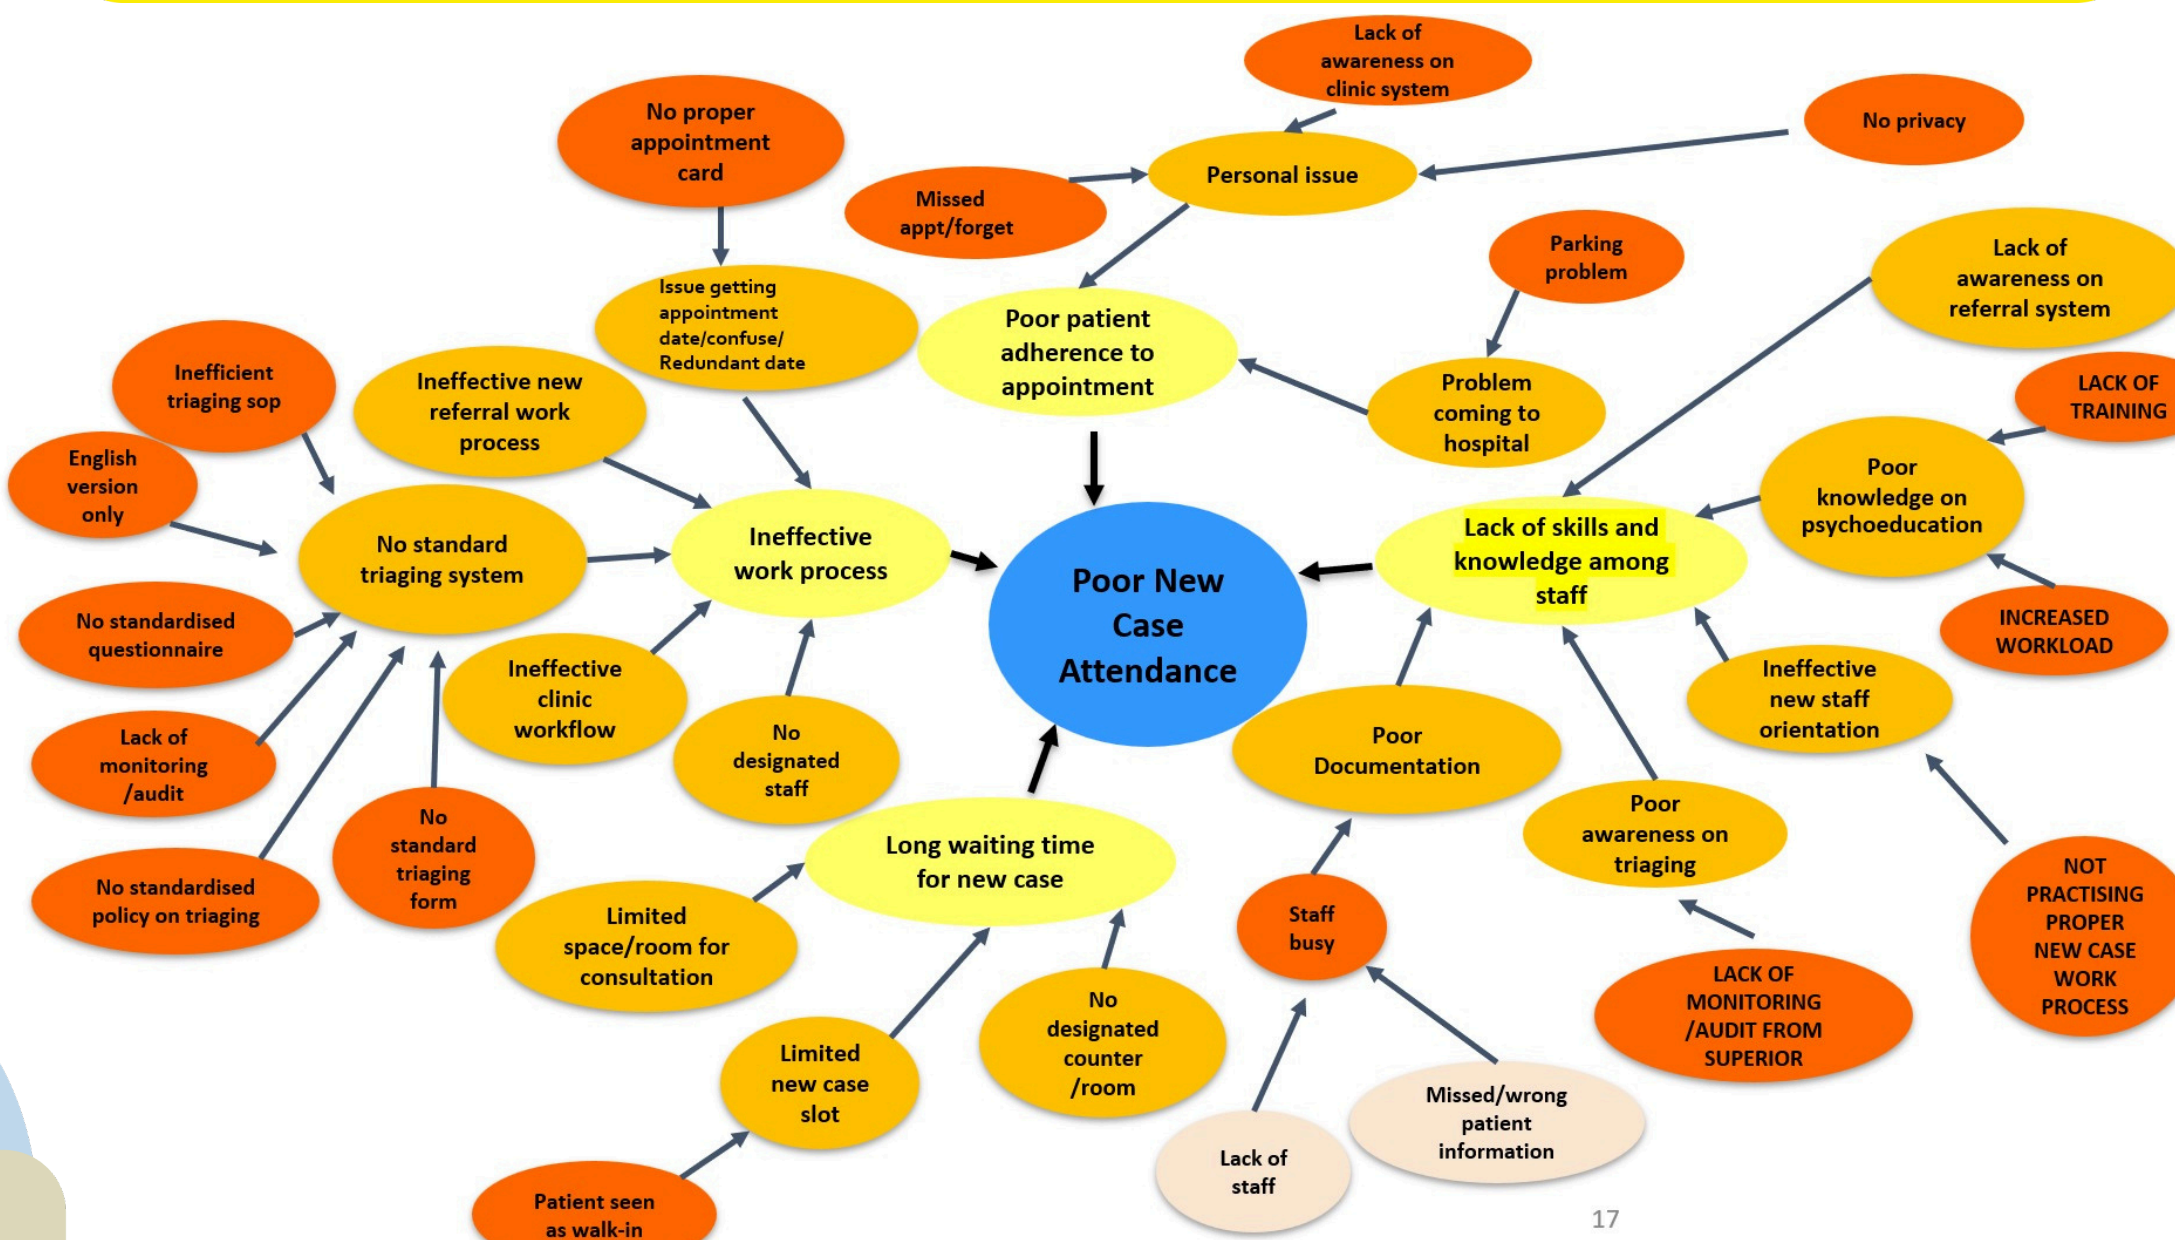 Lack of
awareness on
clinic system
No proper
appointment
card
No privacy
Personal issue
Missed
appt/forget
Parking
problem
Lack of
awareness on
referral system
Issue getting
appointment
date/confuse/
Redundant date
Poor patient
adherence to
appointment
Inefficient
triaging sop
Ineffective new
referral work
process
Problem
coming to
hospital
LACK OF
TRAINING
English
version
only
Poor
knowledge on
psychoeducation
No standard
triaging system
Ineffective
work process
Poor New
Case
Attendance
Lack of skills and
knowledge among
staff
No standardised
questionnaire
INCREASED
WORKLOAD
Ineffective
clinic
workflow
Ineffective
new staff
orientation
Lack of
monitoring
/audit
No
designated
staff
Poor
Documentation
No
standard
triaging
form
Poor
awareness on
triaging
Long waiting time
for new case
No standardised
policy on triaging
Limited
space/room for
consultation
Staff
busy
NOT
PRACTISING
PROPER
NEW CASE
WORK
PROCESS
LACK OF
MONITORING
/AUDIT FROM
SUPERIOR
No
designated
counter
/room
Limited
new case
slot
Missed/wrong
patient
information
Lack of
staff
Patient seen
as walk-in
17